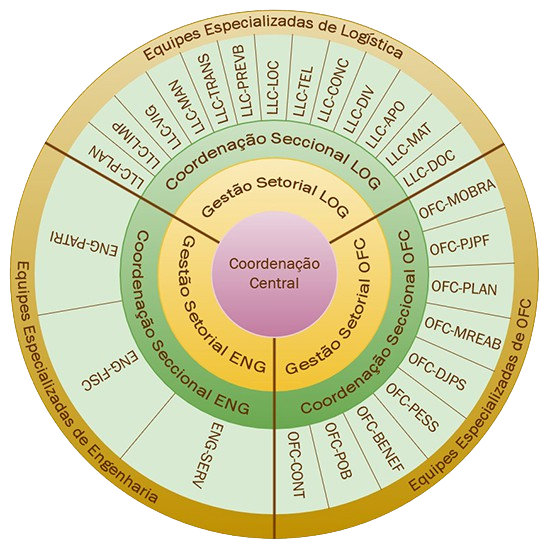 Equipes Especializadas de Logística
LLC-PLAN
LLC-LIMP
LLC-VIG
LLC-MAN
LLC-TRANS
LLC-PREVB
LLC-LOC
LLC-TEL
LLC-CONC
LLC-DIV
LLC-APO
LLC-MAT
LLC-DOC
Coordenação Seccional LOG
Gestão Setorial LOG
Coordenação
Central
OFC-MOBRA
OFC-PJPF
OFC-PLAN
OFC-MREAB
OFC-DJPS
OFC-PESS
OFC-BENEF
OFC-POB
OFC-CONT
Gestão Setorial OFC
Coordenação Seccional OFC
Equipes Especializadas de OFC
ENG-PATRI
ENG-FISC
ENG-SERV
Gestão Setorial ENG
Coordenação Seccional ENG
Equipes Especializadas de Engenharia